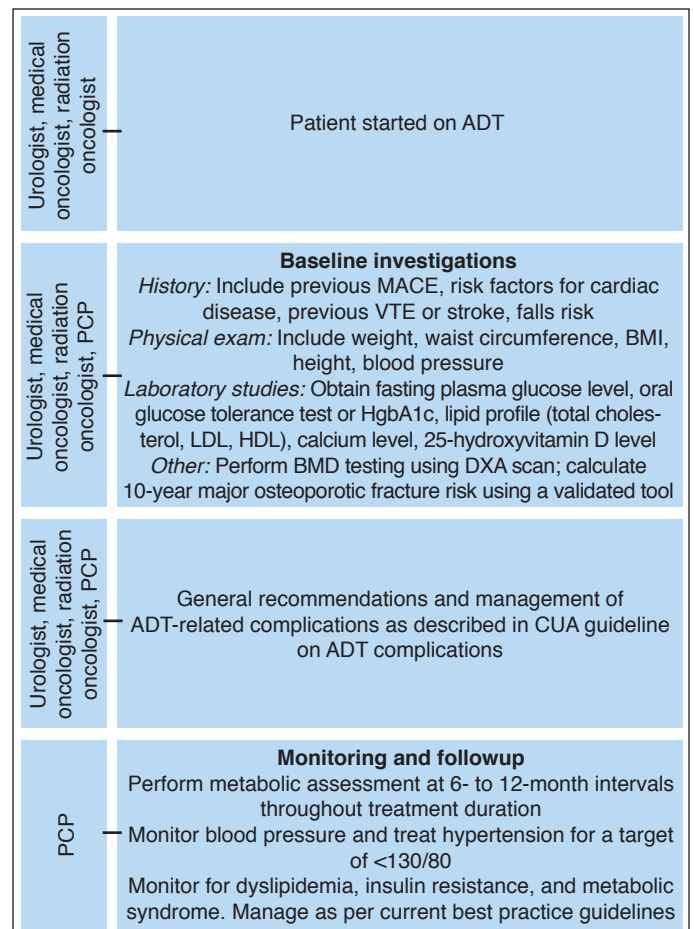 Urologist, medical
oncologist, radiation
oncologist
Patient started on ADT
Urologist, medical
oncologist, radiation
oncologist, PCP
Baseline investigations
History: Include previous MACE, risk factors for cardiac
disease, previous VTE or stroke, falls risk
Physical exam: Include weight, waist circumference, BMI,
height, blood pressure
Laboratory studies: Obtain fasting plasma glucose level, oral
glucose tolerance test or HgbA1c, lipid profile (total choles-
terol, LDL, HDL), calcium level, 25-hydroxyvitamin D level
Other: Perform BMD testing using DXA scan; calculate
10-year major osteoporotic fracture risk using a validated tool
Urologist, medical
oncologist, radiation
oncologist, PCP
General recommendations and management of
ADT-related complications as described in CUA guideline
on ADT complications
PCP
Monitoring and followup
Perform metabolic assessment at 6- to 12-month intervals
throughout treatment duration
Monitor blood pressure and treat hypertension for a target
of <130/80
Monitor for dyslipidemia, insulin resistance, and metabolic
syndrome. Manage as per current best practice guidelines